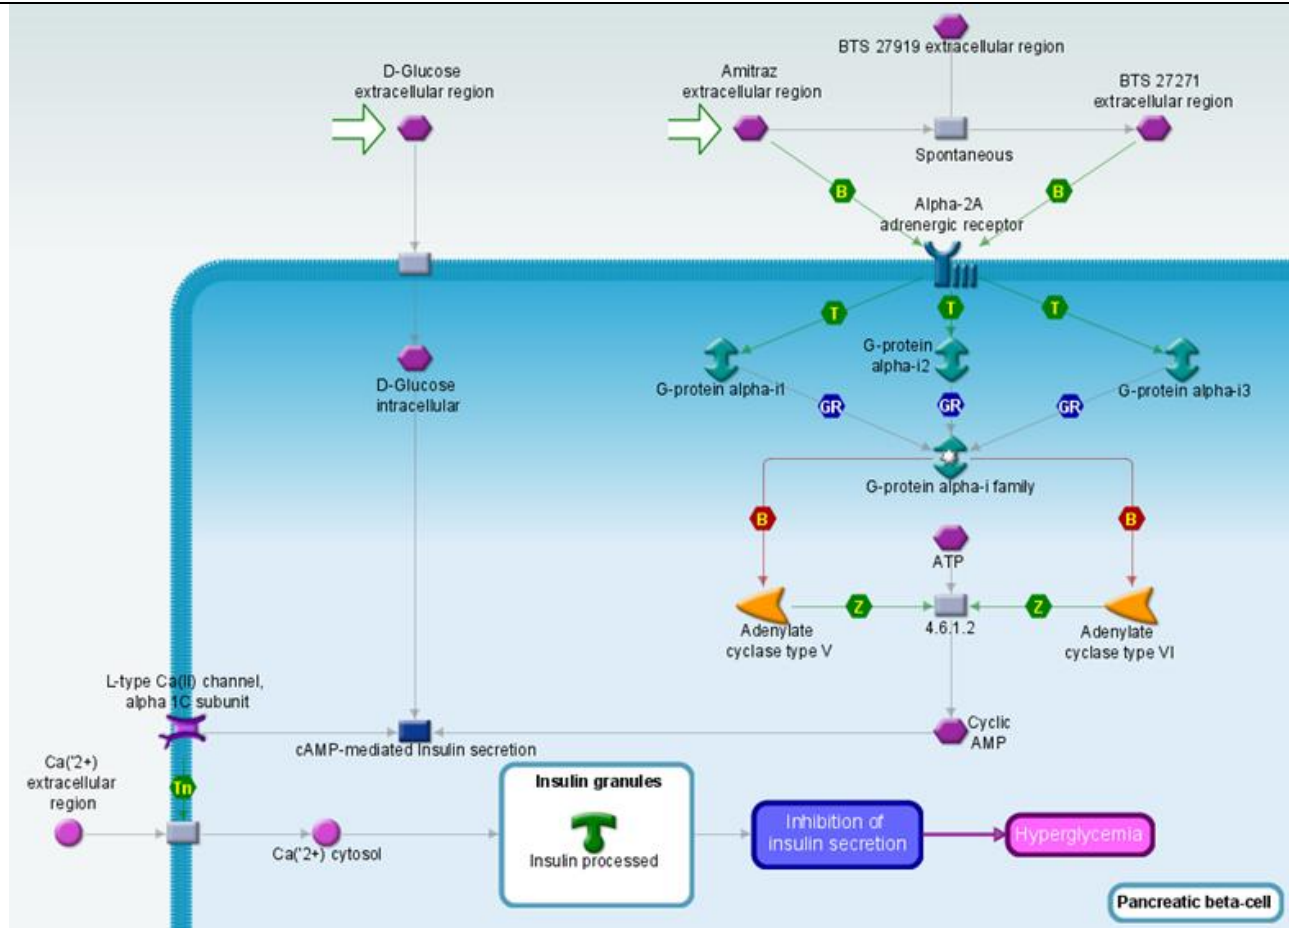 BTS 27919 extracellular region
D-Glucose
extracellular region
Amitraz
extracellular region
BTS 27271
extracellular region
Spontaneous
B
B
Alpha-2A
adrenergic receptor
T
T
T
G-protein
alpha-i2
D-Glucose
intracellular
G-protein alpha-i1
G-protein alpha-i3
GR
GR
GR
G-protein alpha-i family
B
B
ATP
Z
Z
4.6.1.2
Adenylate
cyclase type V
Adenylate
cyclase type VI
L-type Ca(II) channel,
alpha 1C subunit
cAMP-mediated Insulin secretion
Cyclic
AMP
Ca('2+)
extracellular
region
Tn
Ca('2+) cytosol
Insulin granules
Insulin processed
Inhibition of
insulin secretion
Hyperglycemia
Pancreatic beta-cell